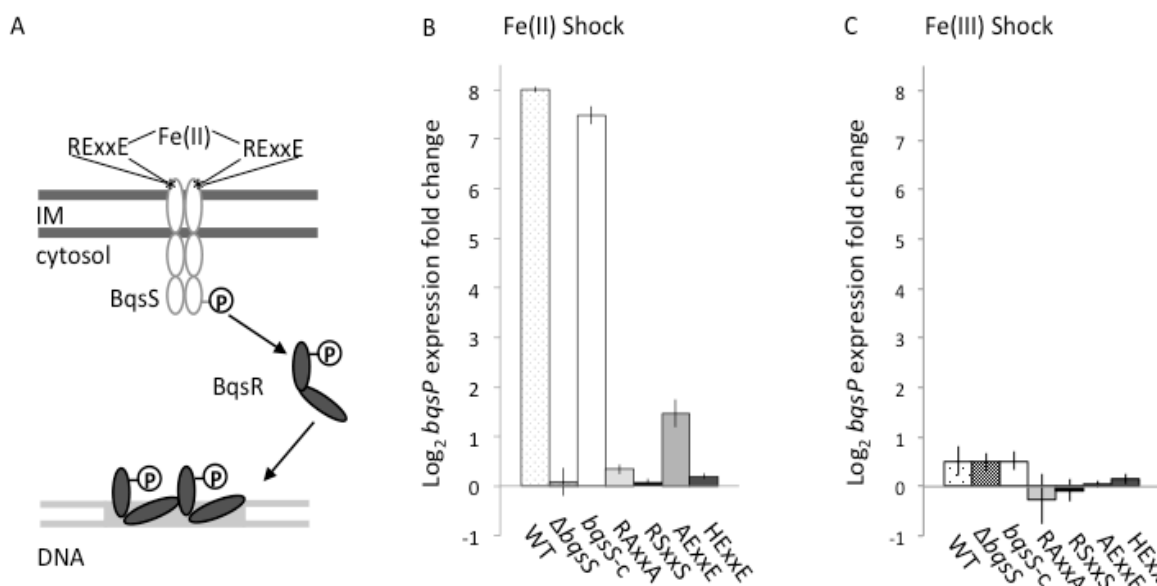 A
RExxE Fe(II) RExxE
IM
cytosol
BqsS
P
P
BqsR
P P
DNA
B Fe(II) Shock
Log2 bqsP expression fold change
8
7
6
5
4
3
2
1
0
-1
WT ΔbqsS bqsS-c RAxxA RSxxS AExxE HExxE
C Fe(III) Shock
Log2 bqsP expression fold change
8
7
6
5
4
3
2
1
0
-1
WT ΔbqsS bqsS-c RAxxA RSxxS AExxE